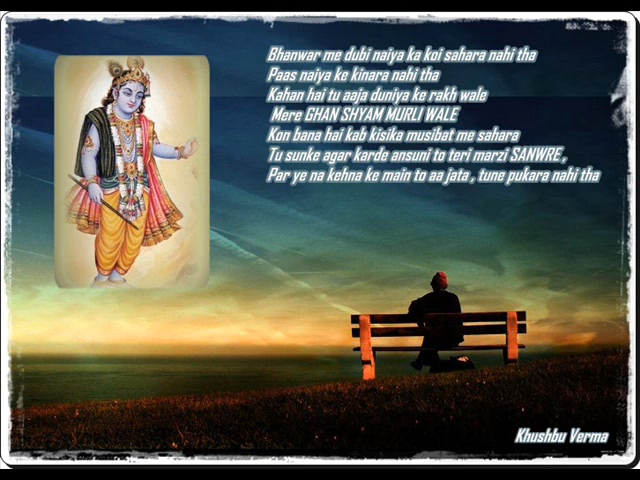 Bhanwar me dubi naiya ka koi sahara nahi tha
Paas naiya ke kinara nahi tha
Kahan hai tu aaja duniya ke rakh wale
Mere GHAN SHYAM MURLI WALE
Kon bana hai kab kisika musibat me sahara
Tu sunke agar karde ansuni to teri marzi SANWRE ,
Par ye na kehna ke main to aa jata , tune pukara nahi tha
Khushbu Verma